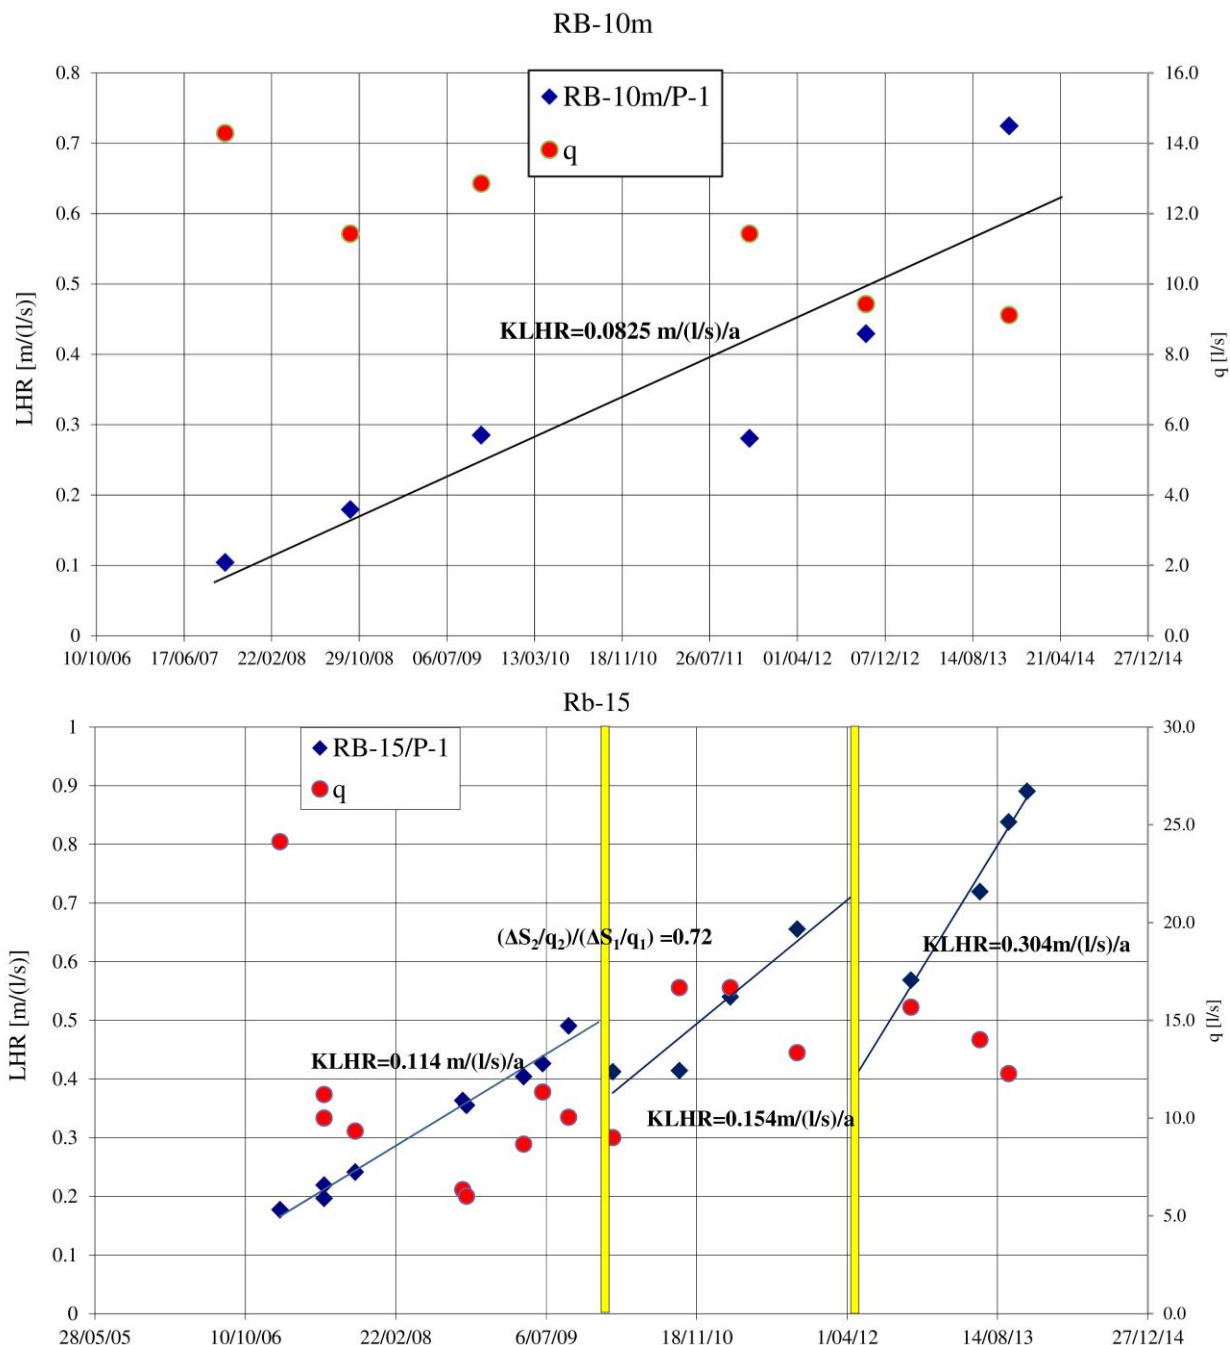 RB-10m
0.8
16.0
RB-10m/P-1
q
0.7
14.0
0.6
12.0
0.5
10.0
LHR [m/(l/s)]
KLHR=0.0825 m/(l/s)/a
q [l/s]
0.4
8.0
0.3
6.0
0.2
4.0
0.1
2.0
0
0.0
10/10/06 17/06/07 22/02/08 29/10/08 06/07/09 13/03/10 18/11/10 26/07/11 01/04/12 07/12/12 14/08/13 21/04/14 27/12/14
Rb-15
1
30.0
RB-15/P-1
q
0.9
25.0
0.8
0.7
20.0
(ΔS2/q2)/(ΔS1/q1) =0.72
KLHR=0.304m/(l/s)/a
0.6
LHR [m/(l/s)]
q [l/s]
0.5
15.0
KLHR=0.114 m/(l/s)/a
0.4
KLHR=0.154m/(l/s)/a
10.0
0.3
0.2
5.0
0.1
0
0.0
28/05/05 10/10/06 22/02/08 6/07/09 18/11/10 1/04/12 14/08/13 27/12/14